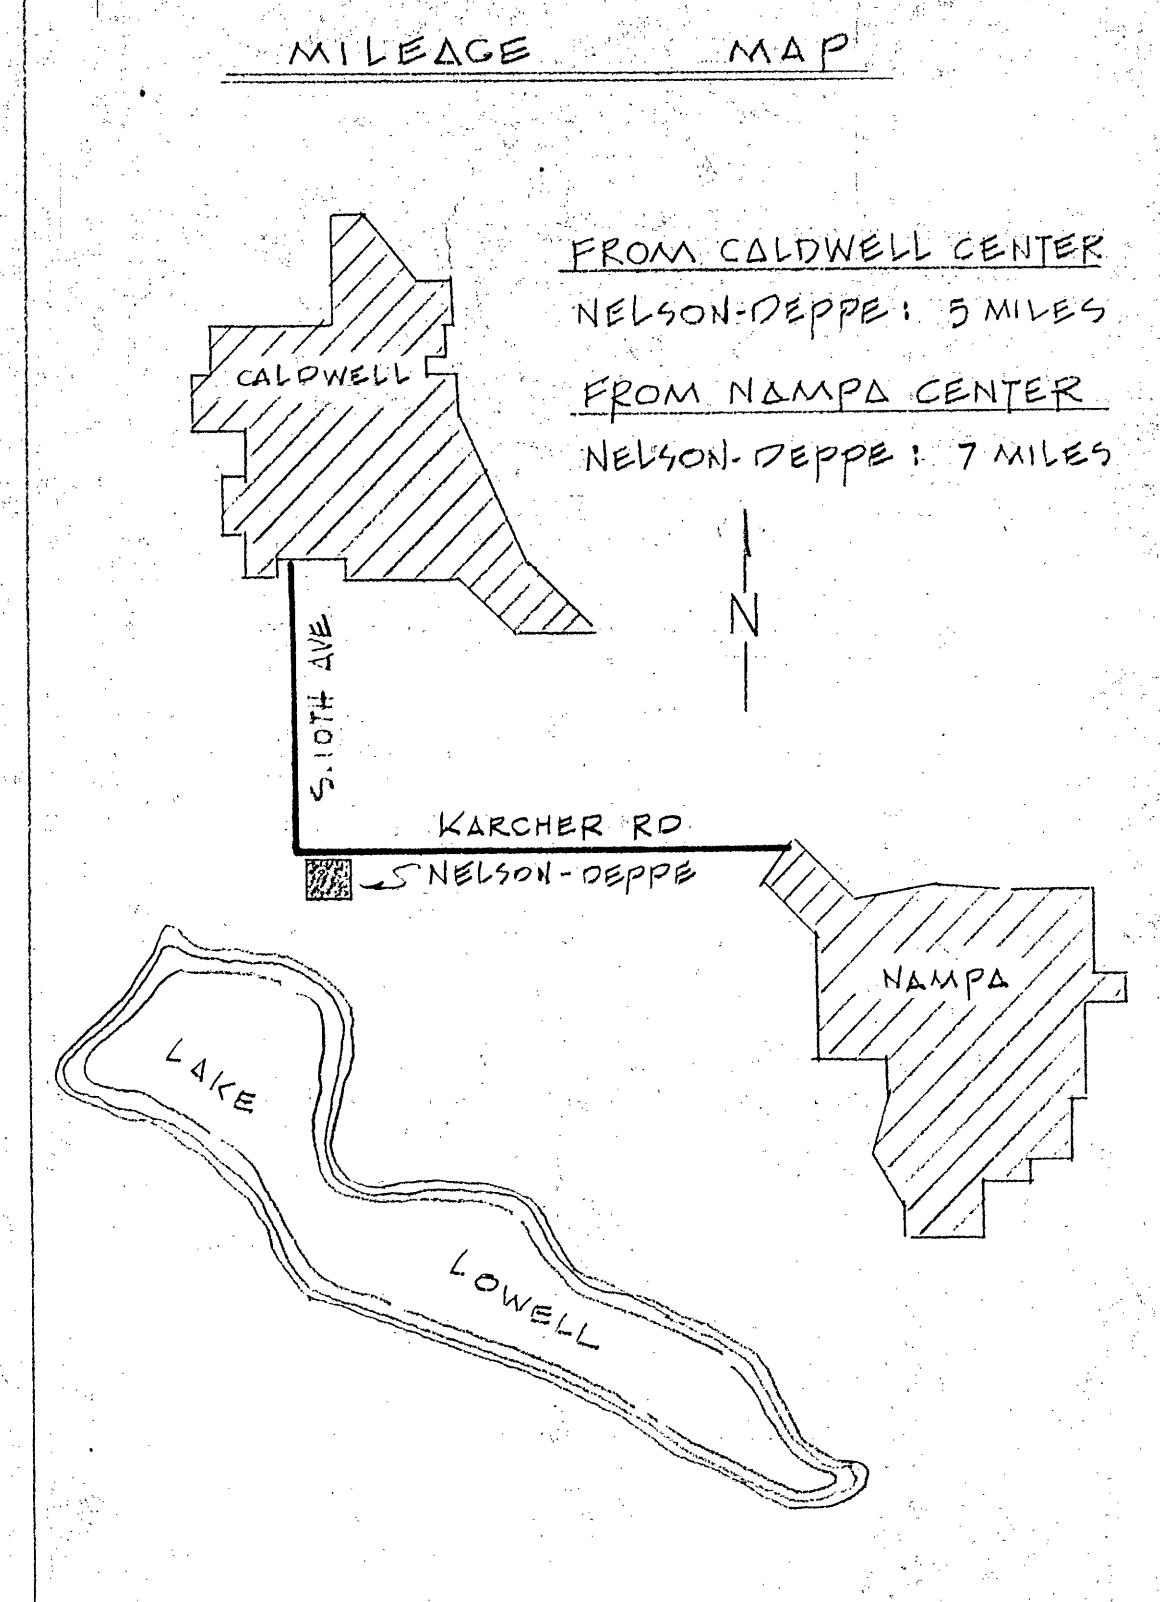 MILEAGE MAP
FROM CALDWELL CENTER
NELSON-DEPPE: 5 MILES
FROM NAMPA CENTER
NELSON-DEPPE: 7 MILES
CALDWELL
N
S. 10TH AVE
KARCHER RD.
NELSON-DEPPE
NAMPA
LAKE
LOWELL